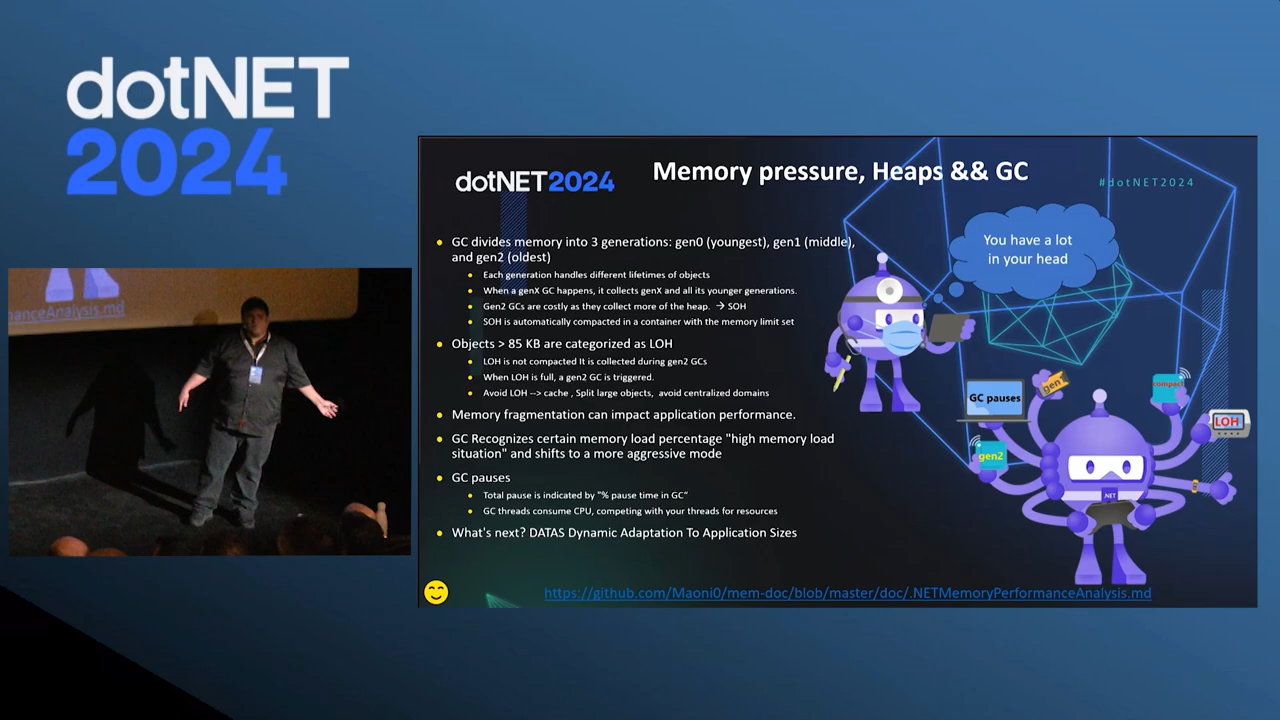 dotNET
2024
anceAnalysis.md
dotNET2024
Memory pressure, Heaps && GC
#dotNET2024
GC divides memory into 3 generations: gen0 (youngest), gen1 (middle),
and gen2 (oldest)
Each generation handles different lifetimes of objects
When a genX GC happens, it collects genX and all its younger generations.
Gen2 GCs are costly as they collect more of the heap. → SOH
SOH is automatically compacted in a container with the memory limit set
Objects > 85 KB are categorized as LOH
LOH is not compacted It is collected during gen2 GCs
When LOH is full, a gen2 GC is triggered.
Avoid LOH --> cache , Split large objects, avoid centralized domains
Memory fragmentation can impact application performance.
GC Recognizes certain memory load percentage "high memory load
situation" and shifts to a more aggressive mode
GC pauses
Total pause is indicated by "% pause time in GC"
GC threads consume CPU, competing with your threads for resources
What's next? DATAS Dynamic Adaptation To Application Sizes
You have a lot
in your head
GC pauses
gen
compact
LOH
gen2
.NET
https://github.com/Maoni0/mem-doc/blob/master/doc/.NETMemoryPerformanceAnalysis.md